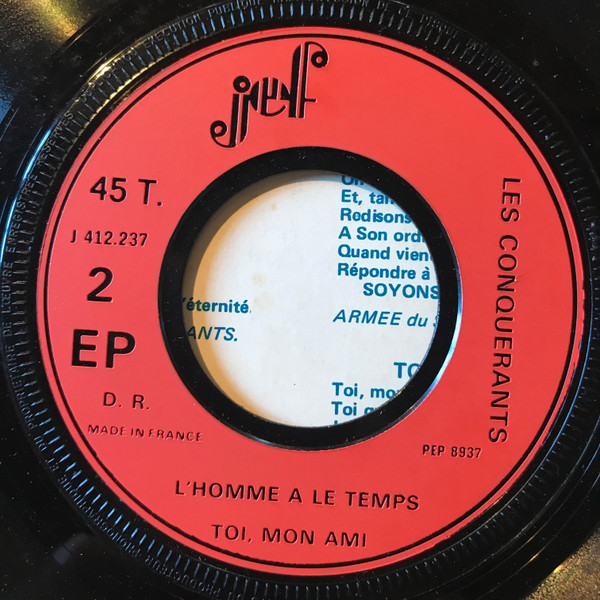 jeuf
45 T.
J 412.237
2
EP
D. R.
MADE IN FRANCE
LES CONQUERANTS
PEP 8937
L'HOMME A LE TEMPS
TOI, MON AMI
Et, tan
Redisons
A Son ord
Quand vien
Répondre à
SOYONS
ARMEE du
'éternité
ANTS.
TO
Toi, mo
Toi q